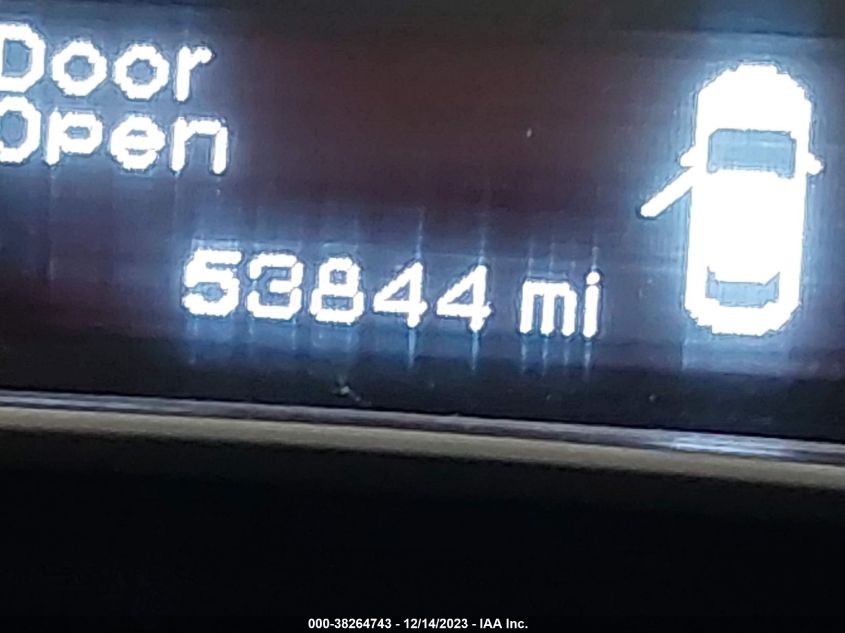 Door
Open
53844 mi
000-38264743 - 12/14/2023 - IAA Inc.